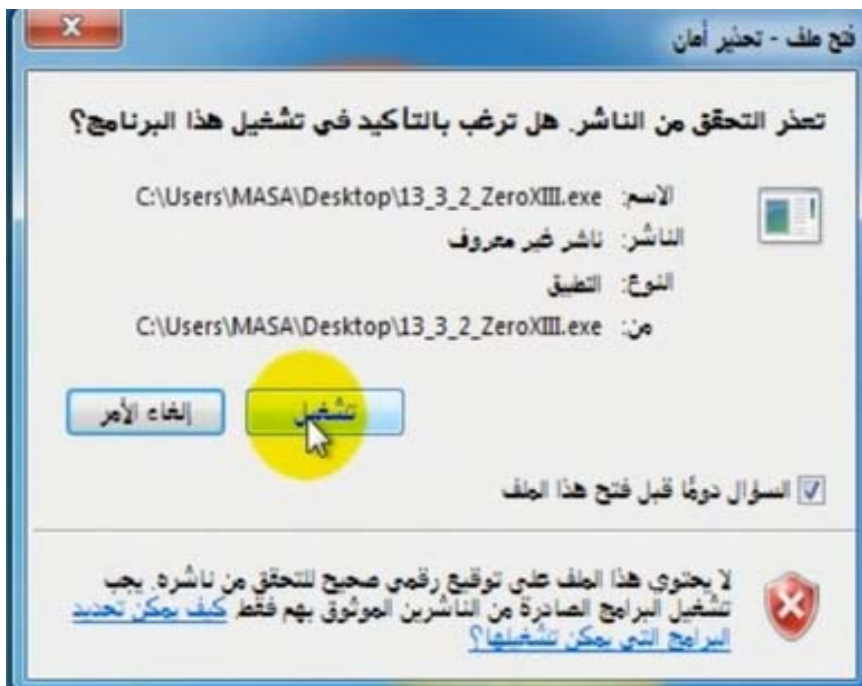 فتح ملف - تحذير أمان
تعذر التحقق من الناشر. هل ترغب بالتأكيد في تشغيل هذا البرنامج؟
الاسم: C:\Users\MASA\Desktop\13_3_2_ZeroXIII.exe
الناشر: ناشر غير معروف
النوع: التطبيق
من: C:\Users\MASA\Desktop\13_3_2_ZeroXIII.exe
تشغيل إلغاء الأمر
السؤال دومًا قبل فتح هذا الملف
لا يحتوي هذا الملف على توقيع رقمي صحيح للتحقق من ناشره. يجب
تشغيل البرامج الصادرة من الناشرين الموثوق بهم فقط كيف يمكن تحديد
البرامج التي يمكن تشغيلها؟